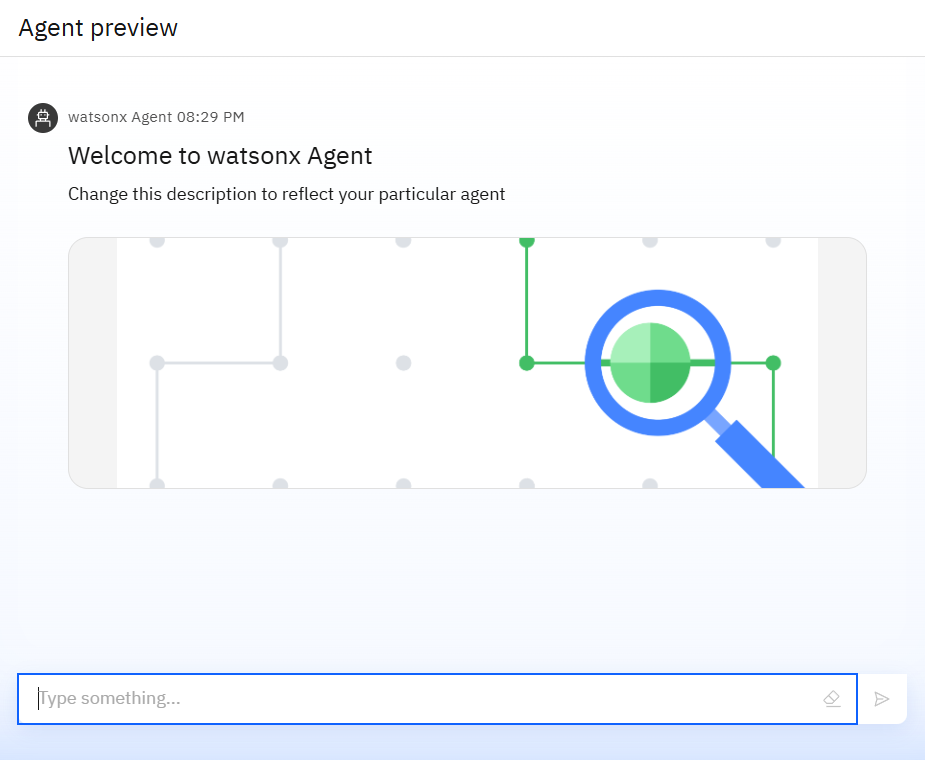 Agent preview
watsonx Agent 08:29 PM
Welcome to watsonx Agent
Change this description to reflect your particular agent
Type something...